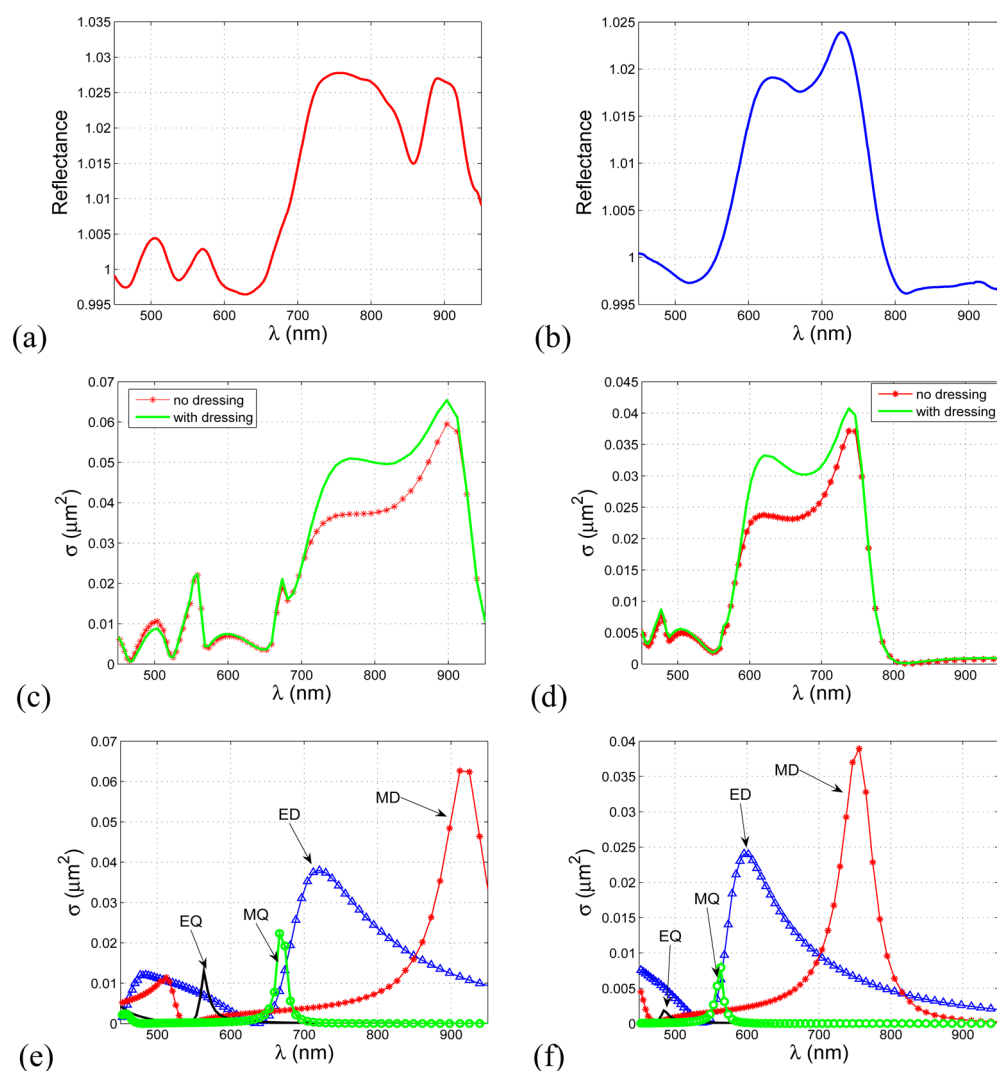 1.035
1.03
1.025
1.02
1.015
1.01
1.005
1
0.995
Reflectance
500 600 700 800 900
λ (nm)
(a)
1.025
1.02
1.015
1.01
1.005
1
0.995
Reflectance
500 600 700 800 900
λ (nm)
(b)
0.07
0.06
0.05
0.04
0.03
0.02
0.01
0
σ (μm²)
no dressing
with dressing
500 600 700 800 900
λ (nm)
(c)
0.045
0.04
0.035
0.03
0.025
0.02
0.015
0.01
0.005
0
σ (μm²)
no dressing
with dressing
500 600 700 800 900
λ (nm)
(d)
0.07
0.06
0.05
0.04
0.03
0.02
0.01
0
σ (μm²)
MD
ED
EQ
MQ
500 600 700 800 900
λ (nm)
(e)
0.04
0.035
0.03
0.025
0.02
0.015
0.01
0.005
0
σ (μm²)
MD
ED
MQ
EQ
500 600 700 800 900
λ (nm)
(f)